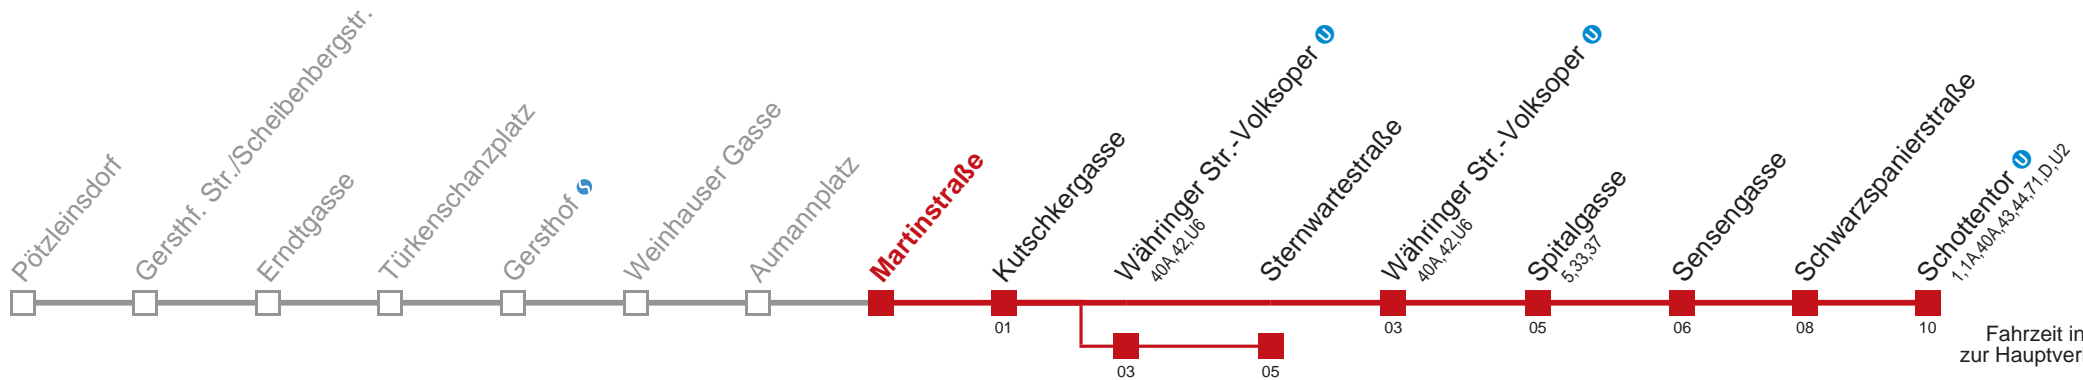 Pötzleinsdorf
Gersthf. Str./Scheibenbergstr.
Erndtgasse
Türkenschanzplatz
Gersthof
Weinhauser Gasse
Aumannplatz
Martinstraße
Kutschkergasse
Währinger Str.-Volksoper U
40A,42,U6
Sternwartestraße
Währinger Str.-Volksoper U
40A,42,U6
Spitalgasse
5,33,37
Sensengasse
Schwarzspanierstraße
Schottentor U
1,1A,40A,43,44,71,D,U2
01
03
05
06
08
10
03
05
Fahrzeit in
zur Hauptver